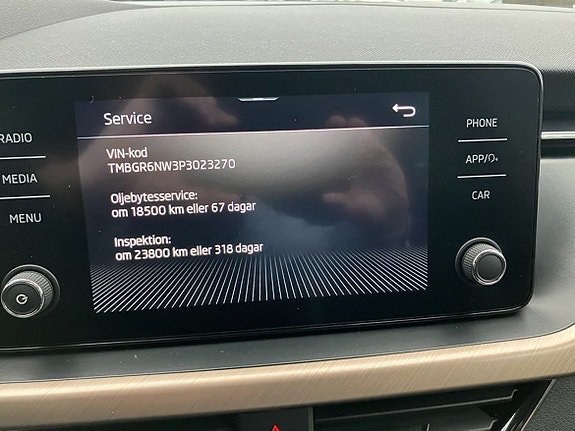 Service
RADIO
MEDIA
MENU
VIN-kod
TMBGR6NW3P3023270
Oljebytesservice:
om 18500 km eller 67 dagar
Inspektion:
om 23800 km eller 318 dagar
PHONE
APP/
CAR